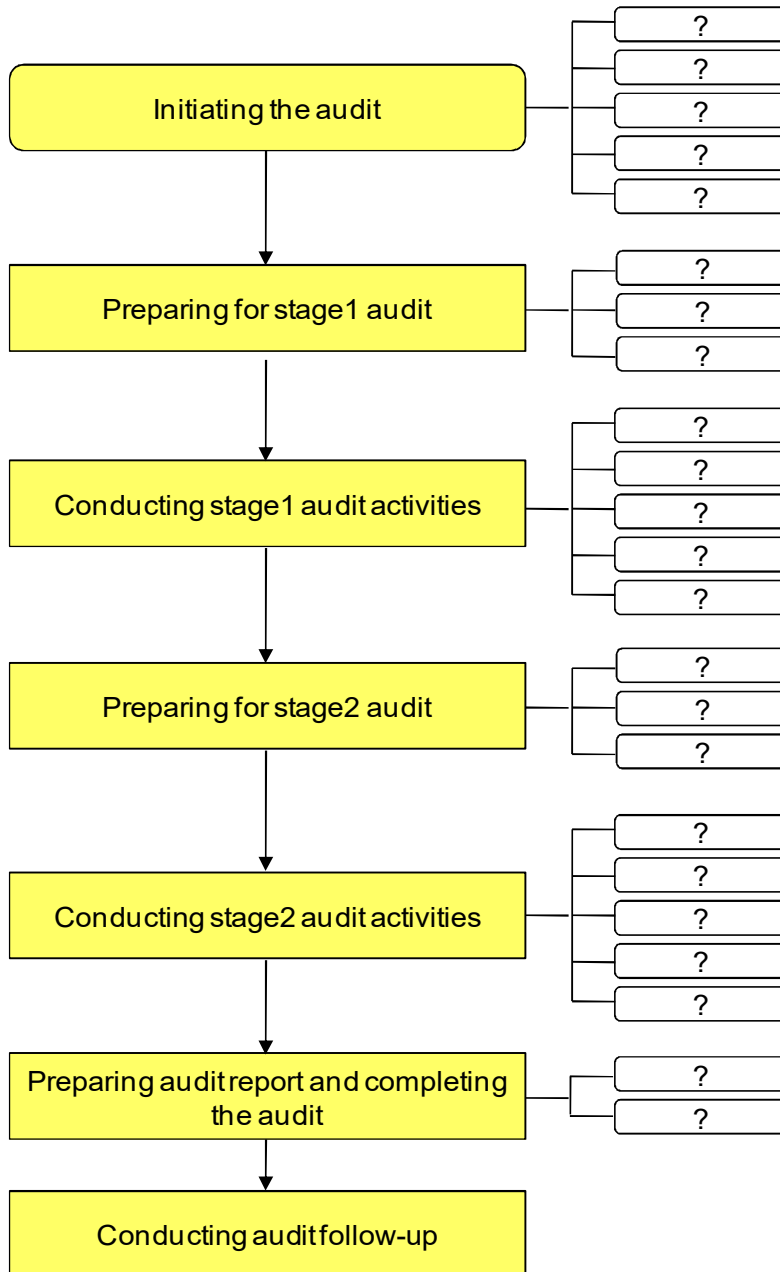 ?
?
Initiating the audit
?
?
?
?
Preparing for stage1 audit
?
?
?
Conducting stage1 audit activities
?
?
?
?
?
Preparing for stage2 audit
?
?
?
Conducting stage2 audit activities
?
?
?
?
Preparing audit report and completing
the audit
?
?
Conducting audit follow-up